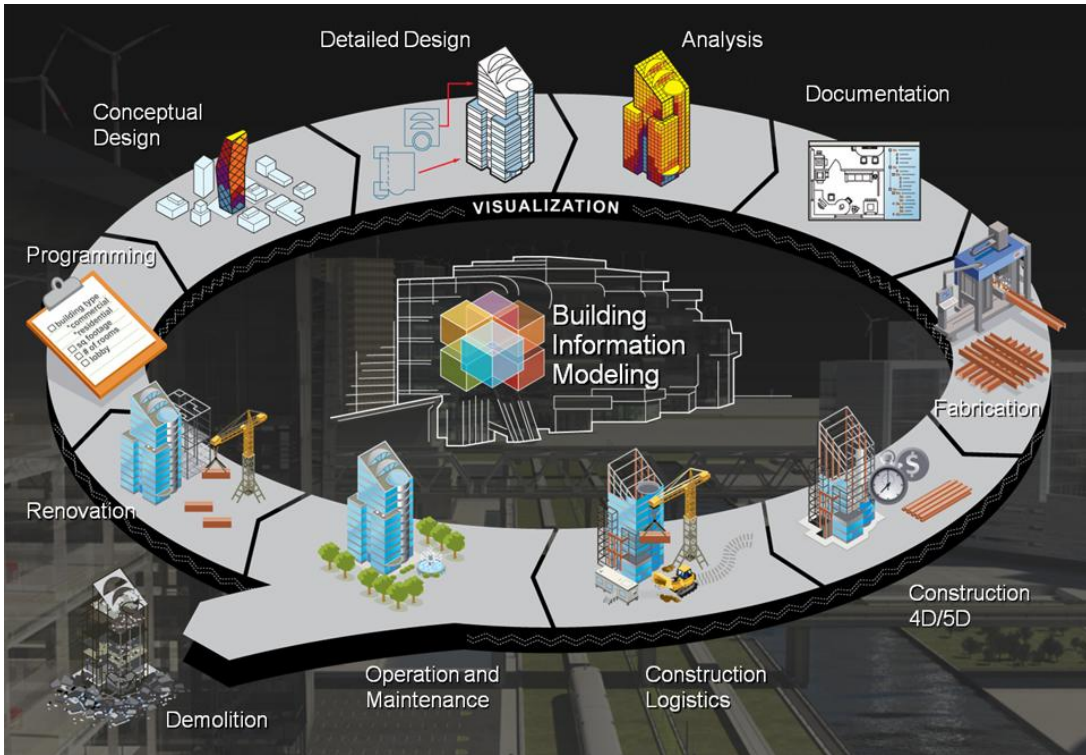 Detailed Design
Analysis
Documentation
Conceptual
Design
VISUALIZATION
Programming
building type
*commercial
*residential
sq.footage
# of rooms
lobby
Building
Information
Modeling
Fabrication
Renovation
Construction
4D/5D
Operation and
Maintenance
Construction
Logistics
Demolition